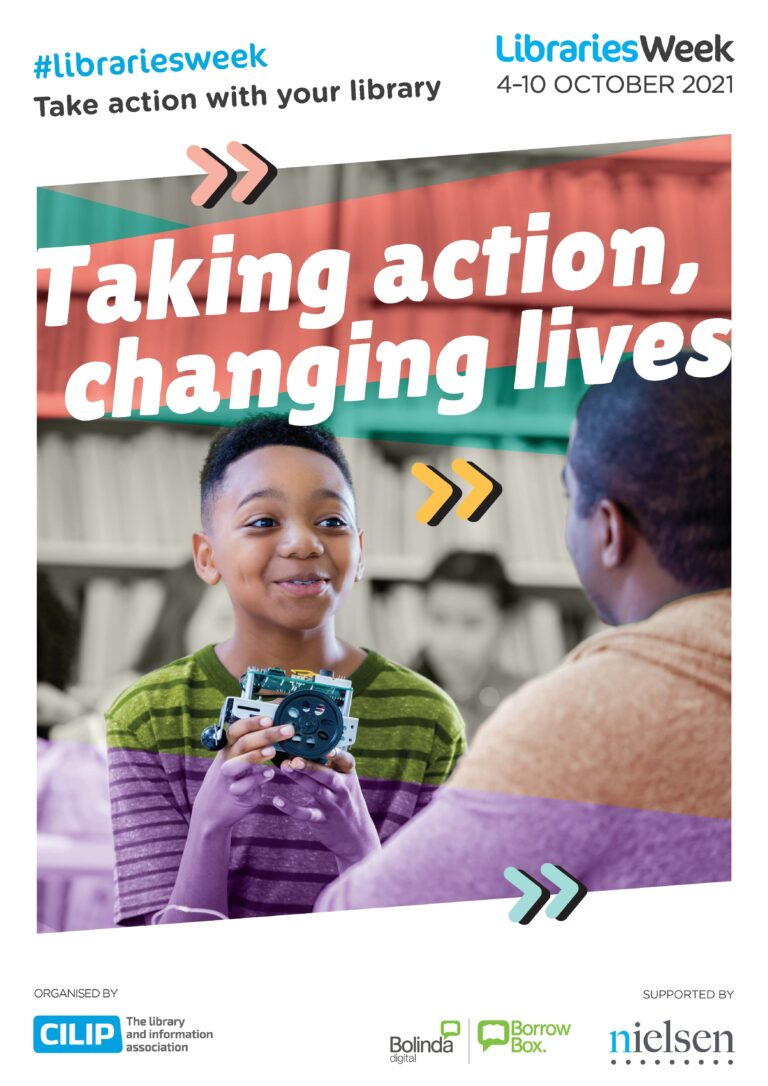 #librariesweek
Take action with your library
LibrariesWeek
4-10 OCTOBER 2021
Taking action,
changing lives
ORGANISED BY
CILIP
The library
and information
association
Bolinda
digital
Borrow
Box.
SUPPORTED BY
nielsen